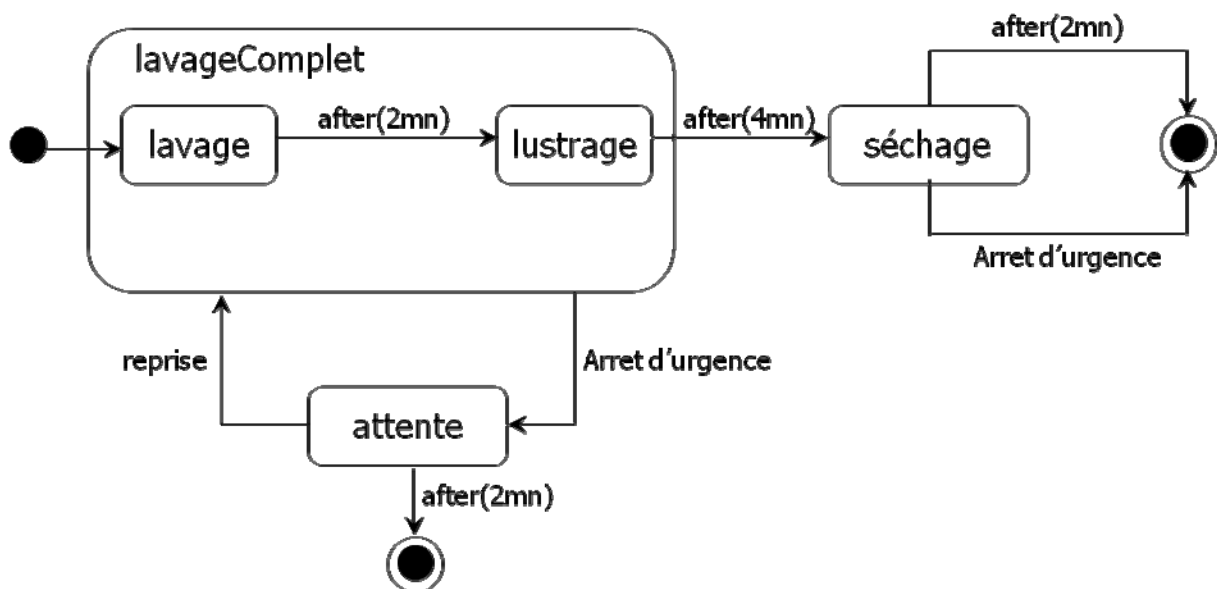 after(2mn)
lavageComplet
lavage
after(2mn)
lustrage
after(4mn)
séchage
Arret d'urgence
reprise
Arret d'urgence
attente
after(2mn)